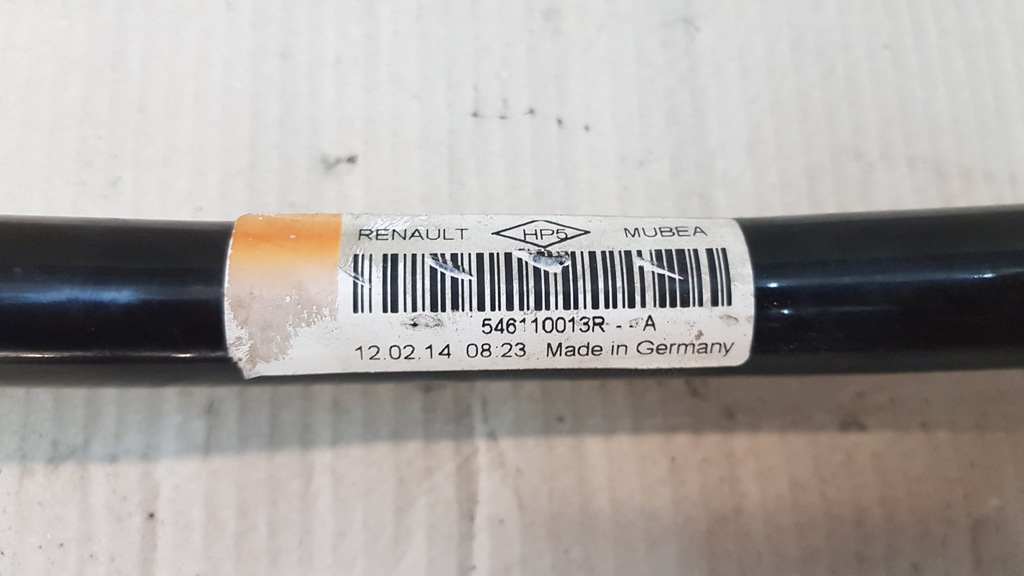 RENAULT HP5 MUBEA
546110013R - - A
12.02.14 08:23 Made in Germany